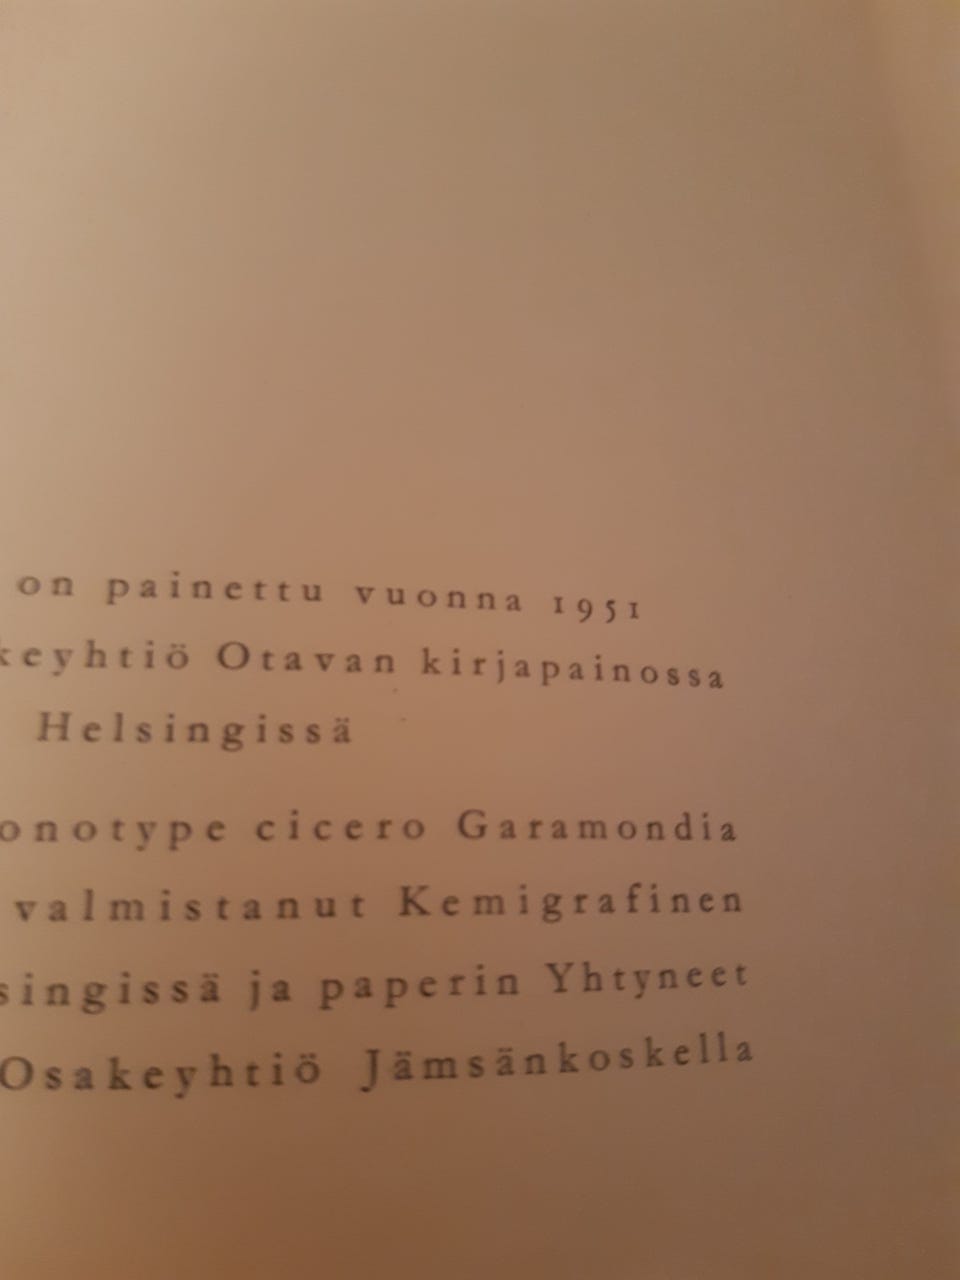 on painettu vuonna 1951
keyhtiö Otavan kirjapainossa
Helsingissä
onotype cicero Garamondia
valmistanut Kemigrafinen
singissä ja paperin Yhtyneet
Osakeyhtiö Jämsänkoskella